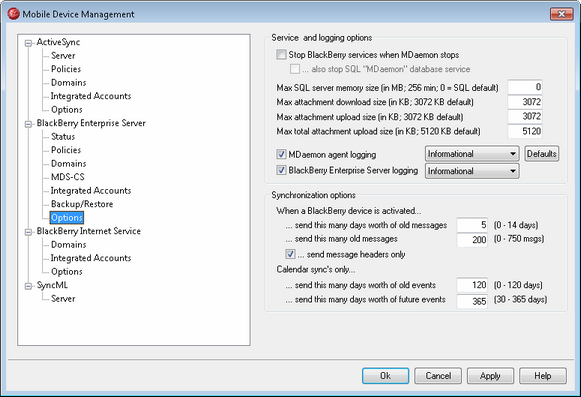 Mobile Device Management
ActiveSync
Server
Policies
Domains
Integrated Accounts
Options
BlackBerry Enterprise Server
Status
Policies
Domains
MDS-CS
Integrated Accounts
Backup/Restore
Options
BlackBerry Internet Service
Domains
Integrated Accounts
Options
SyncML
Server
Service and logging options
Stop BlackBerry services when MDaemon stops
... also stop SQL "MDaemon" database service
Max SQL server memory size (in MB; 256 min; 0 = SQL default) 0
Max attachment download size (in KB; 3072 KB default) 3072
Max attachment upload size (in KB; 3072 KB default) 3072
Max total attachment upload size (in KB; 5120 KB default) 5120
MDaemon agent logging Informational Defaults
BlackBerry Enterprise Server logging Informational
Synchronization options
When a BlackBerry device is activated...
... send this many days worth of old messages 5 (0 - 14 days)
... send this many old messages 200 (0 - 750 msgs)
... send message headers only
Calendar sync's only...
... send this many days worth of old events 120 (0 - 120 days)
... send this many days worth of future events 365 (30 - 365 days)
Ok Cancel Apply Help